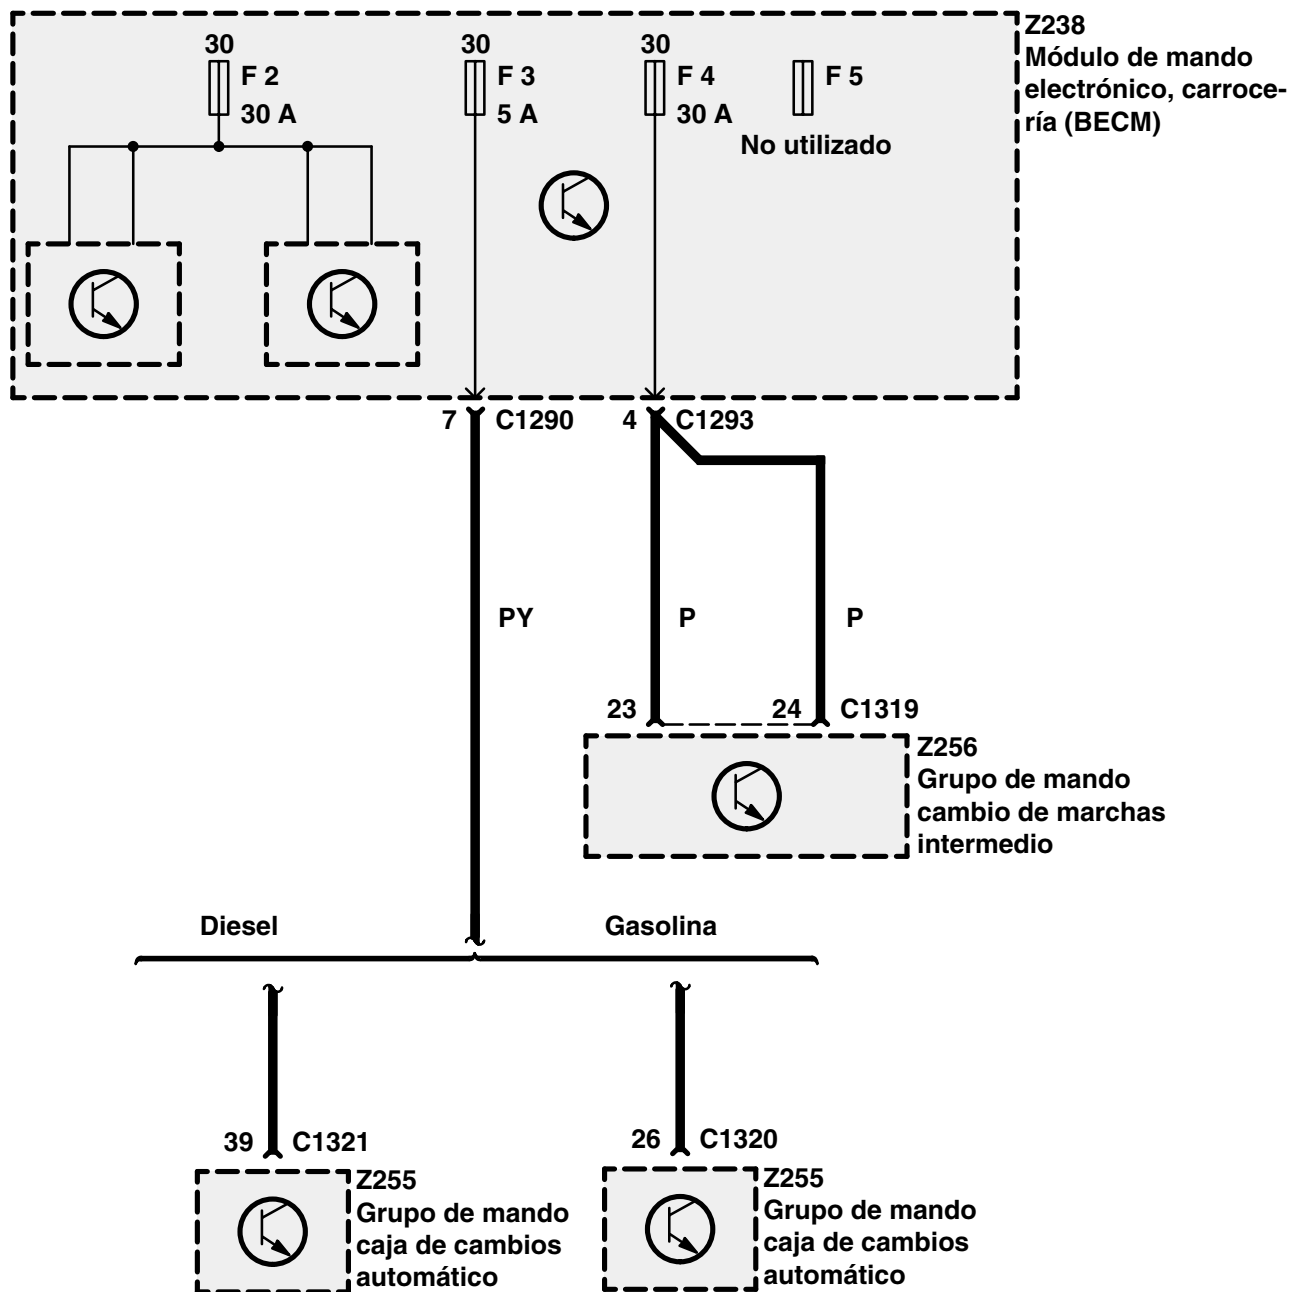 Z238
Módulo de mando
electrónico, carroce-
ría (BECM)
30
F 2
30 A
30
F 3
5 A
30
F 4
30 A
F 5
No utilizado
7
C1290
4
C1293
PY
P
P
23
24
C1319
Z256
Grupo de mando
cambio de marchas
intermedio
Diesel
Gasolina
39
C1321
26
C1320
Z255
Grupo de mando
caja de cambios
automático
Z255
Grupo de mando
caja de cambios
automático